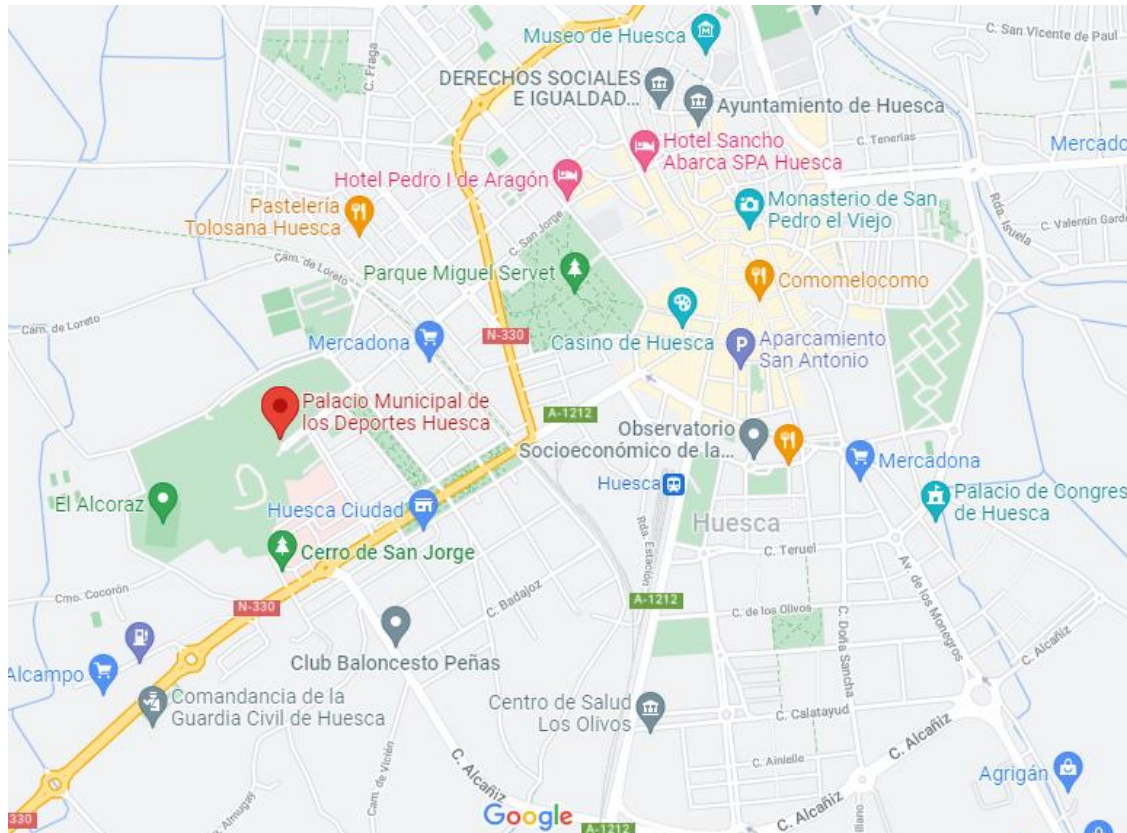 C. San Vicente de Paul
Museo de Huesca
C. Fraga
DERECHOS SOCIALES
E IGUALDAD...
Ayuntamiento de Huesca
C. Tenerías
Hotel Sancho
Abarca SPA Huesca
Mercado
Hotel Pedro I de Aragón
Pastelería
Tolosana Huesca
Monasterio de San
Pedro el Viejo
Rda. Isuela
C. Valentín Gard
C. San Jorge
Cam. de Loreto
Parque Miguel Servet
Comomelocomo
Cam. de Loreto
N-330
Mercadona
Casino de Huesca
P
Aparcamiento
San Antonio
Palacio Municipal de
los Deportes Huesca
A-1212
Observatorio
Socioeconómico de la...
Mercadona
Huesca
El Alcoraz
Huesca Ciudad
Palacio de Congres
de Huesca
Huesca
Rda. Estación
Cerro de San Jorge
C. Teruel
Cmo. Cocorón
C. Badajoz
Av. de los Monegros
N-330
A-1212
C. de los Olivos
C. Doña Sancha
C. Alcañiz
Club Baloncesto Peñas
Alcampo
Comandancia de la
Guardia Civil de Huesca
Centro de Salud
Los Olivos
C. Calatayud
C. Alcañiz
Cam. de Vicién
C. Alcañiz
C. Ainielle
Agrigán
Almugay
330
Google
A-1212
C. Alcañiz